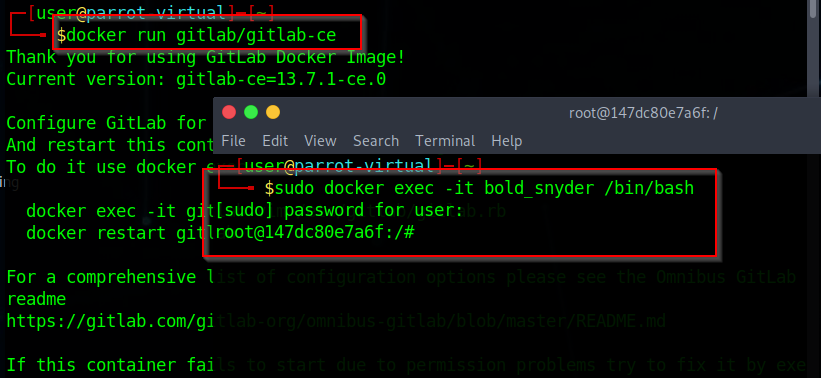 [user@parrot-virtual]-[~]
$docker run gitlab/gitlab-ce
Thank you for using GitLab Docker Image!
Current version: gitlab-ce=13.7.1-ce.0
Configure GitLab for
And restart this cont
To do it use docker e
ing
docker exec -it git
docker restart gitl
For a comprehensive list of configuration options please see the Omnibus GitLab
readme
https://gitlab.com/gitlab-org/omnibus-gitlab/blob/master/README.md
If this container fails to start due to permission problems try to fix it by exe
root@147dc80e7a6f: /
File Edit View Search Terminal Help
[user@parrot-virtual]-[~]
$sudo docker exec -it bold_snyder /bin/bash
[sudo] password for user:
root@147dc80e7a6f:/#